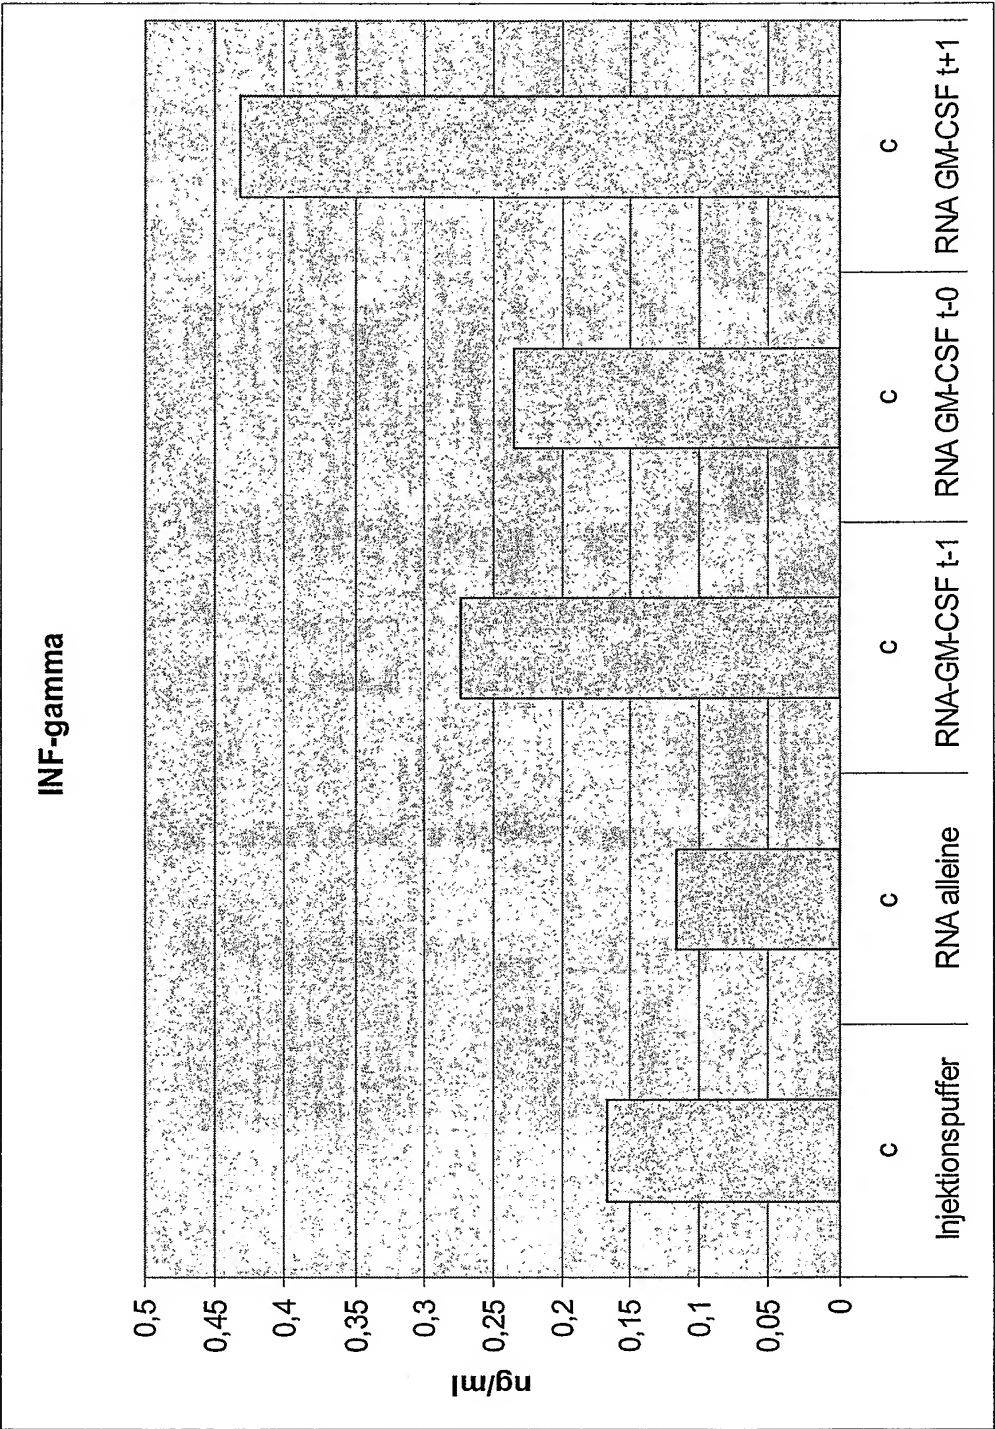 INF-gamma
ng/ml
0,5
0,45
0,4
0,35
0,3
0,25
0,2
0,15
0,1
0,05
0
c
c
c
c
c
Injektionspuffer
RNA alleine
RNA-GM-CSF t-1
RNA GM-CSF t-0
RNA GM-CSF t+1